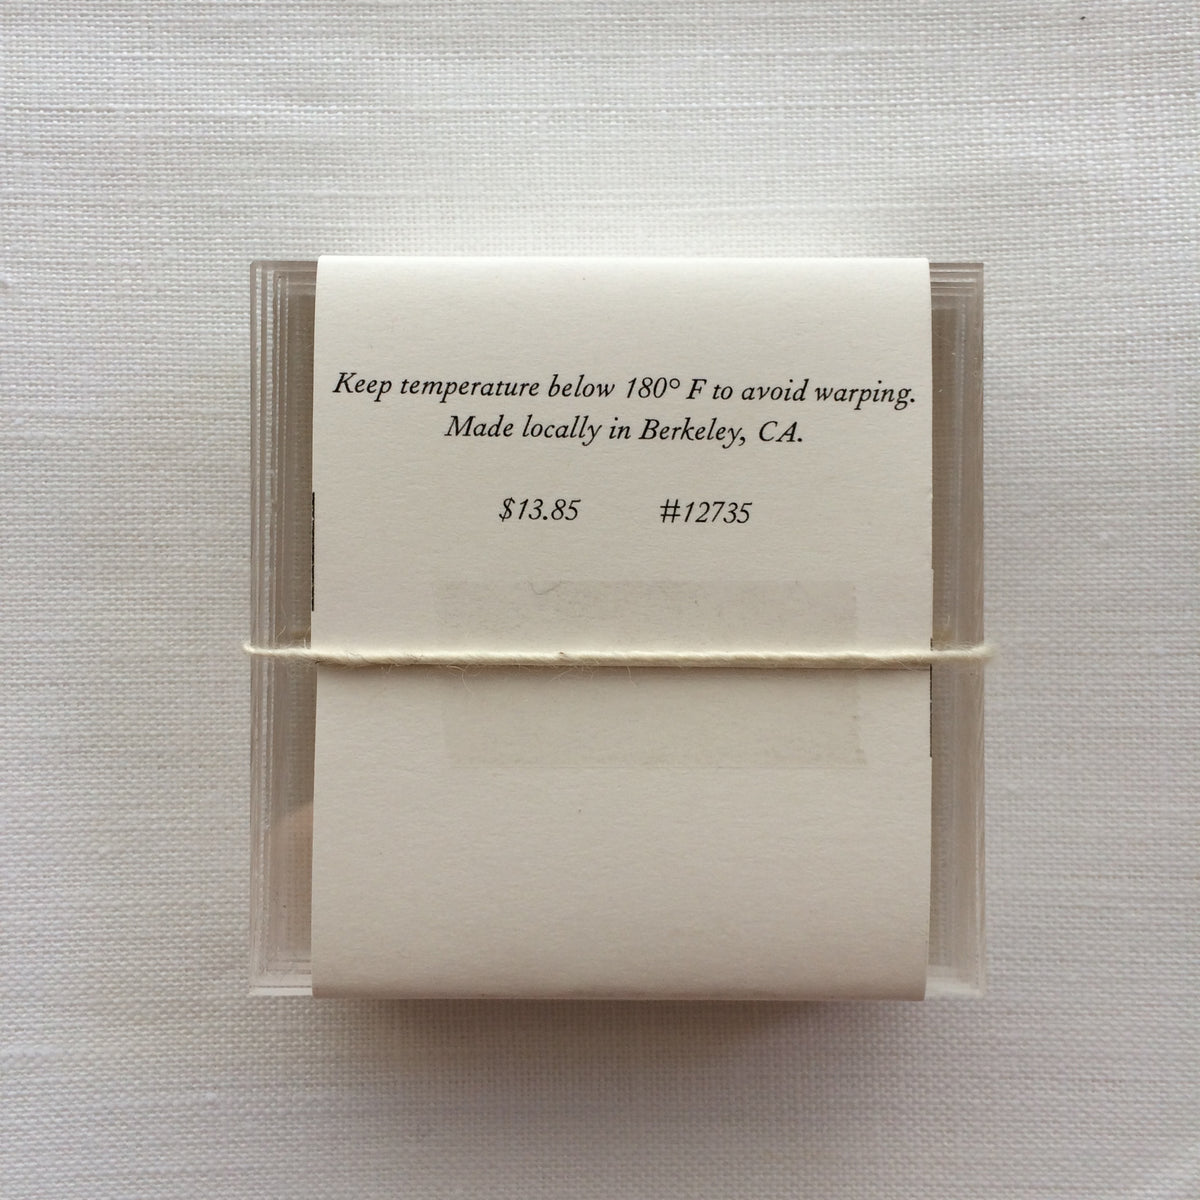 Keep temperature below 180° F to avoid warping.
Made locally in Berkeley, CA.
$13.85 #12735